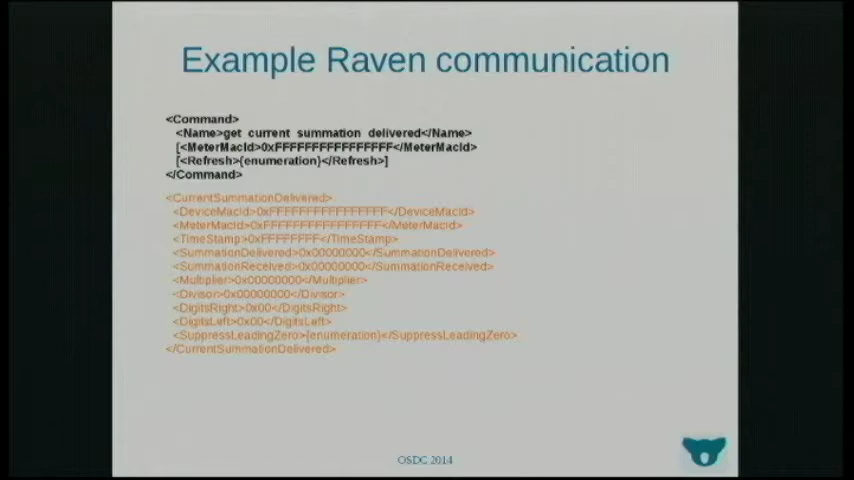 Example Raven communication
<Command>
<Name>get current summation delivered</Name>
[<MeterMacId>0xFFFFFFFFFFFFFFFF</MeterMacId>
[<Refresh>{enumeration}</Refresh>]
</Command>
<CurrentSummationDelivered>
<DeviceMacId>0xFFFFFFFFFFFFFFFF</DeviceMacId>
<MeterMacId>0xFFFFFFFFFFFFFFFF</MeterMacId>
<TimeStamp>0xFFFFFFFF</TimeStamp>
<SummationDelivered>0x00000000</SummationDelivered>
<SummationReceived>0x00000000</SummationReceived>
<Multiplier>0x00000000</Multiplier>
<Divisor>0x00000000</Divisor>
<DigitsRight>0x00</DigitsRight>
<DigitsLeft>0x00</DigitsLeft>
<SuppressLeadingZero>{enumeration}</SuppressLeadingZero>
</CurrentSummationDelivered>
OSDC 2014